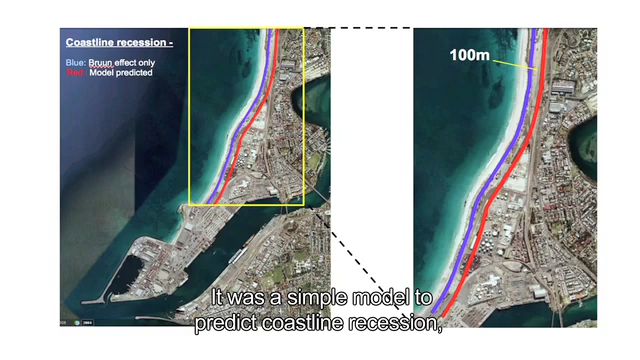 Coastline recession -
Blue: Bruun effect only
Red: Model predicted
100m
It was a simple model to
predict coastline recession,